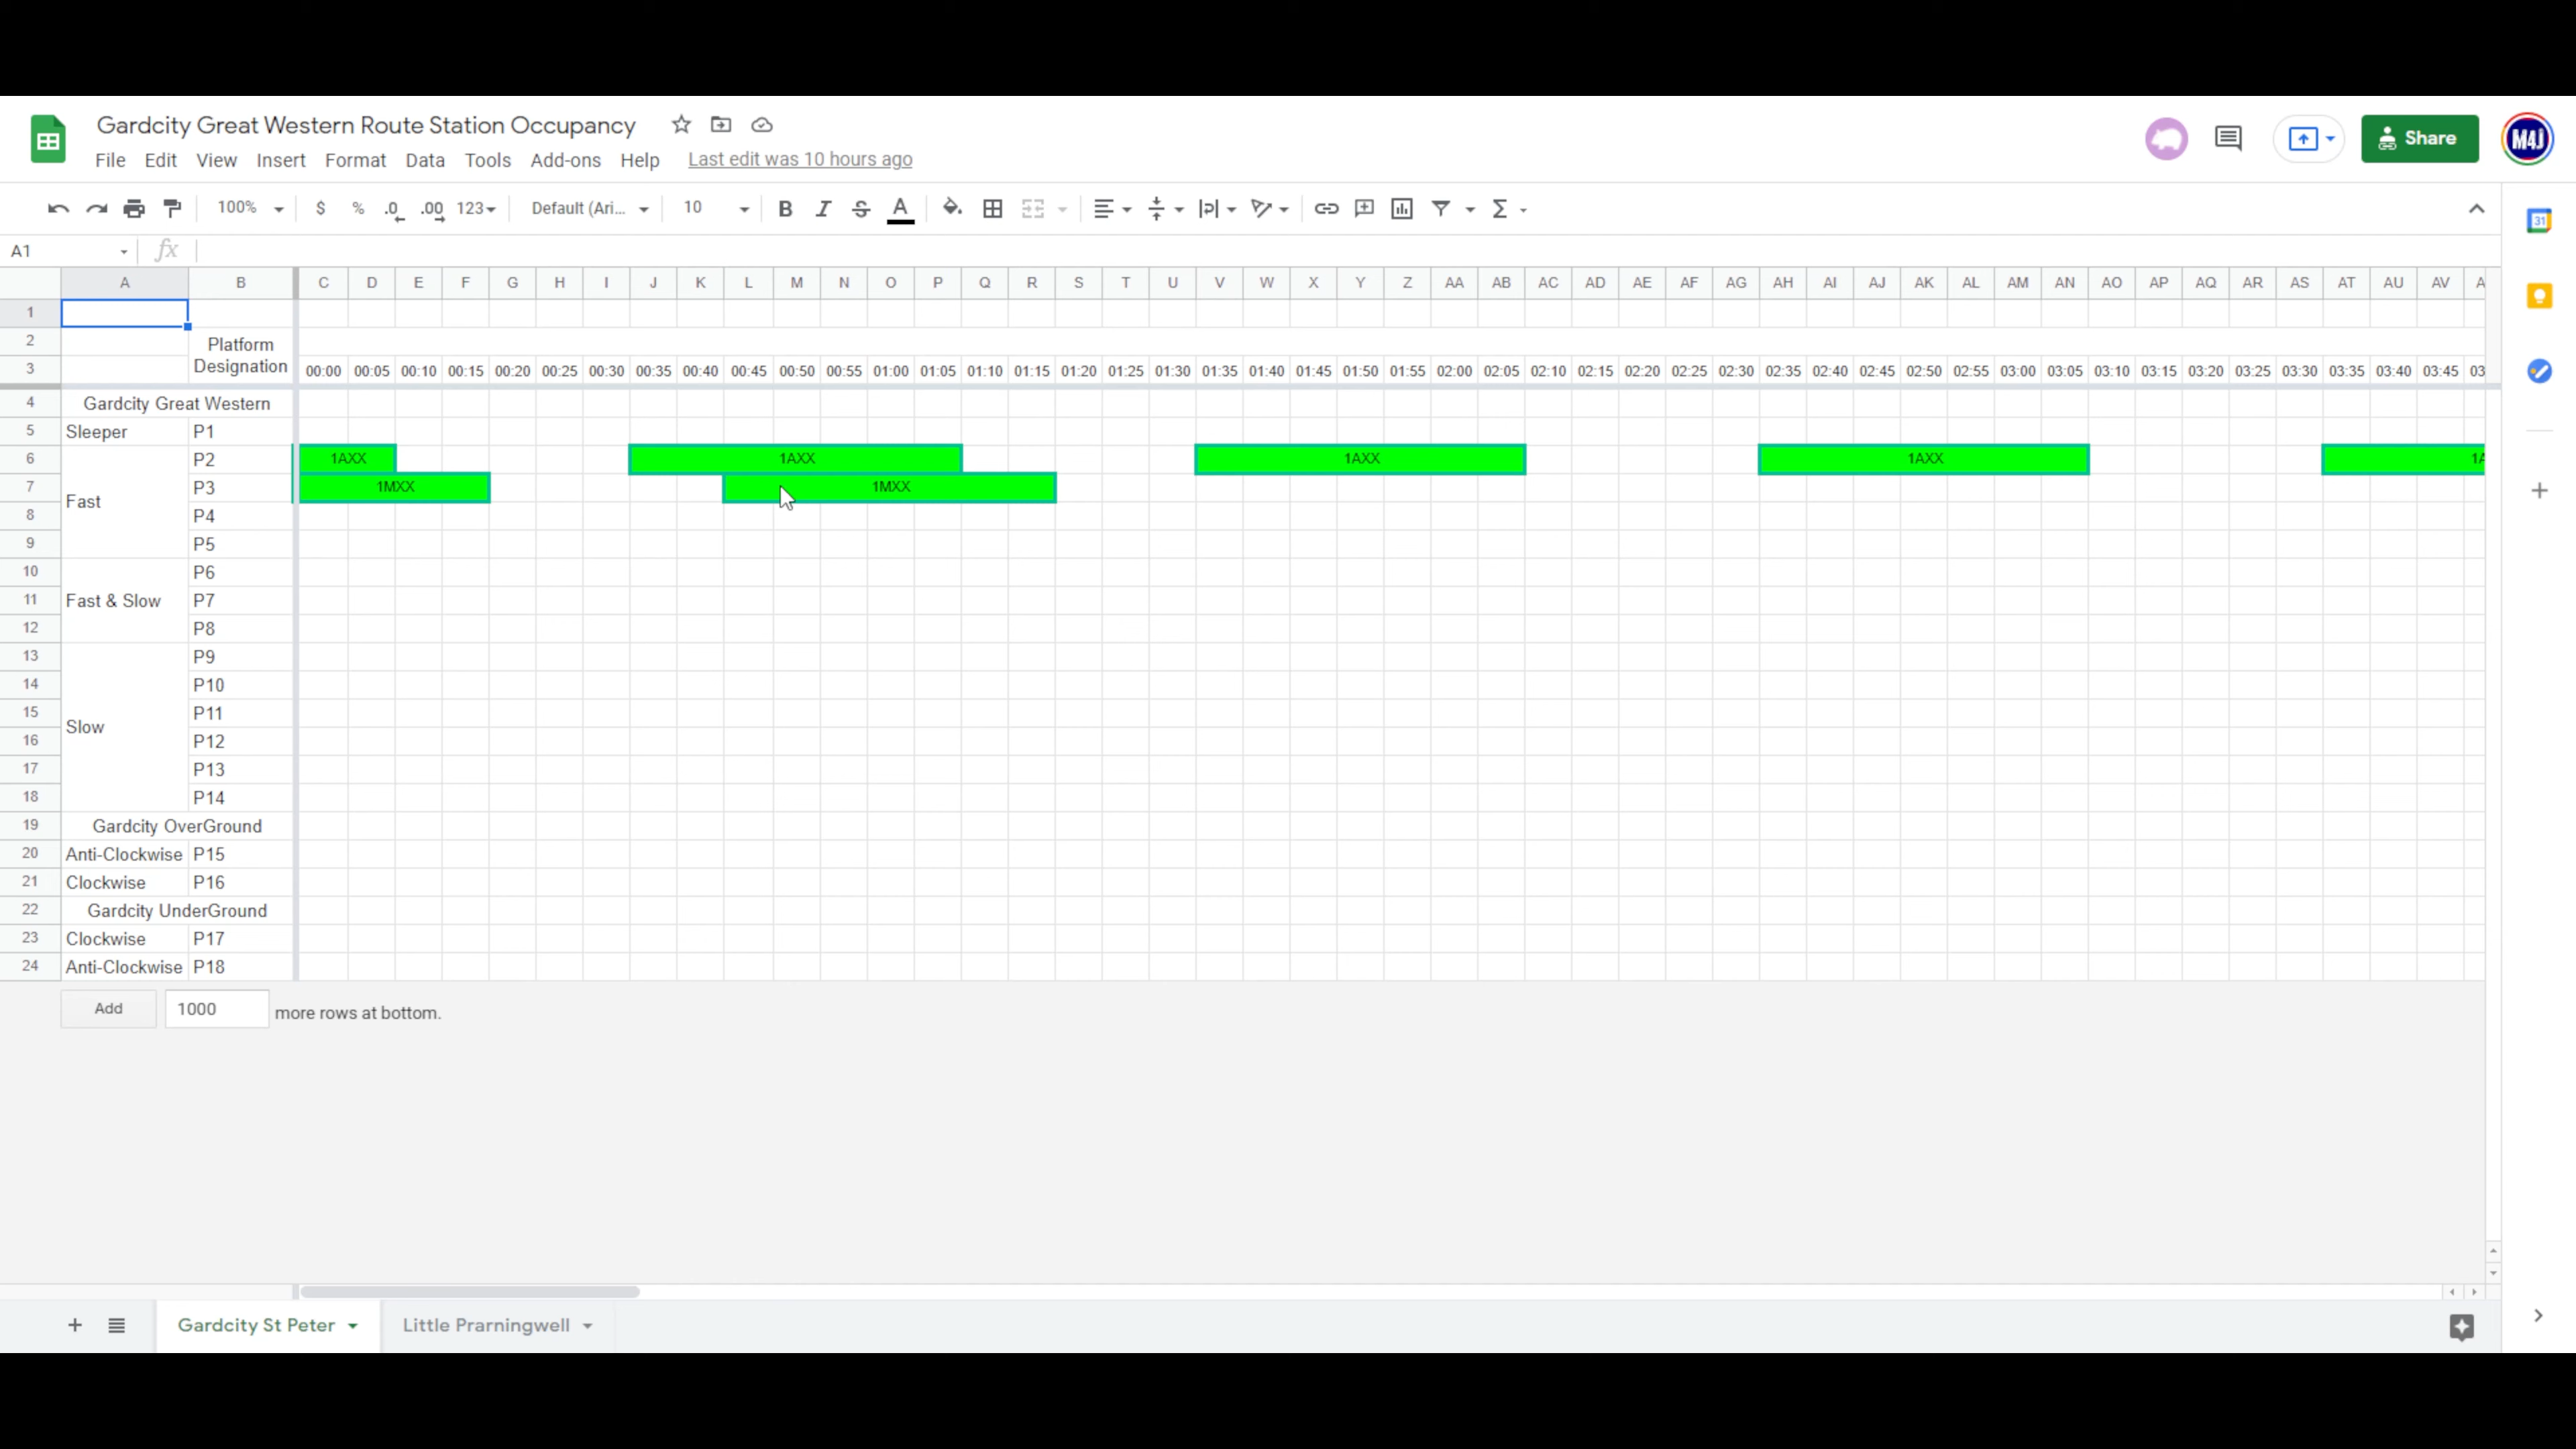 Gardcity Great Western Route Station Occupancy
File Edit View Insert Format Data Tools Add-ons Help Last edit was 10 hours ago
Share
M4J
100% $ % .0 .00 123 Default (Ari... 10 B I S A Σ
31
A1 fx
A B C D E F G H I J K L M N O P Q R S T U V W X Y Z AA AB AC AD AE AF AG AH AI AJ AK AL AM AN AO AP AQ AR AS AT AU AV A
1
2 Platform
Designation
3 00:00 00:05 00:10 00:15 00:20 00:25 00:30 00:35 00:40 00:45 00:50 00:55 01:00 01:05 01:10 01:15 01:20 01:25 01:30 01:35 01:40 01:45 01:50 01:55 02:00 02:05 02:10 02:15 02:20 02:25 02:30 02:35 02:40 02:45 02:50 02:55 03:00 03:05 03:10 03:15 03:20 03:25 03:30 03:35 03:40 03:45 03
4 Gardcity Great Western
5 Sleeper P1
6 P2 1AXX 1AXX 1AXX 1AXX 1A
7 Fast P3 1MXX 1MXX
8 P4
9 P5
10 P6
11 Fast & Slow P7
12 P8
13 P9
14 P10
15 Slow P11
16 P12
17 P13
18 P14
19 Gardcity OverGround
20 Anti-Clockwise P15
21 Clockwise P16
22 Gardcity UnderGround
23 Clockwise P17
24 Anti-Clockwise P18
Add 1000 more rows at bottom.
Gardcity St Peter Little Prarningwell